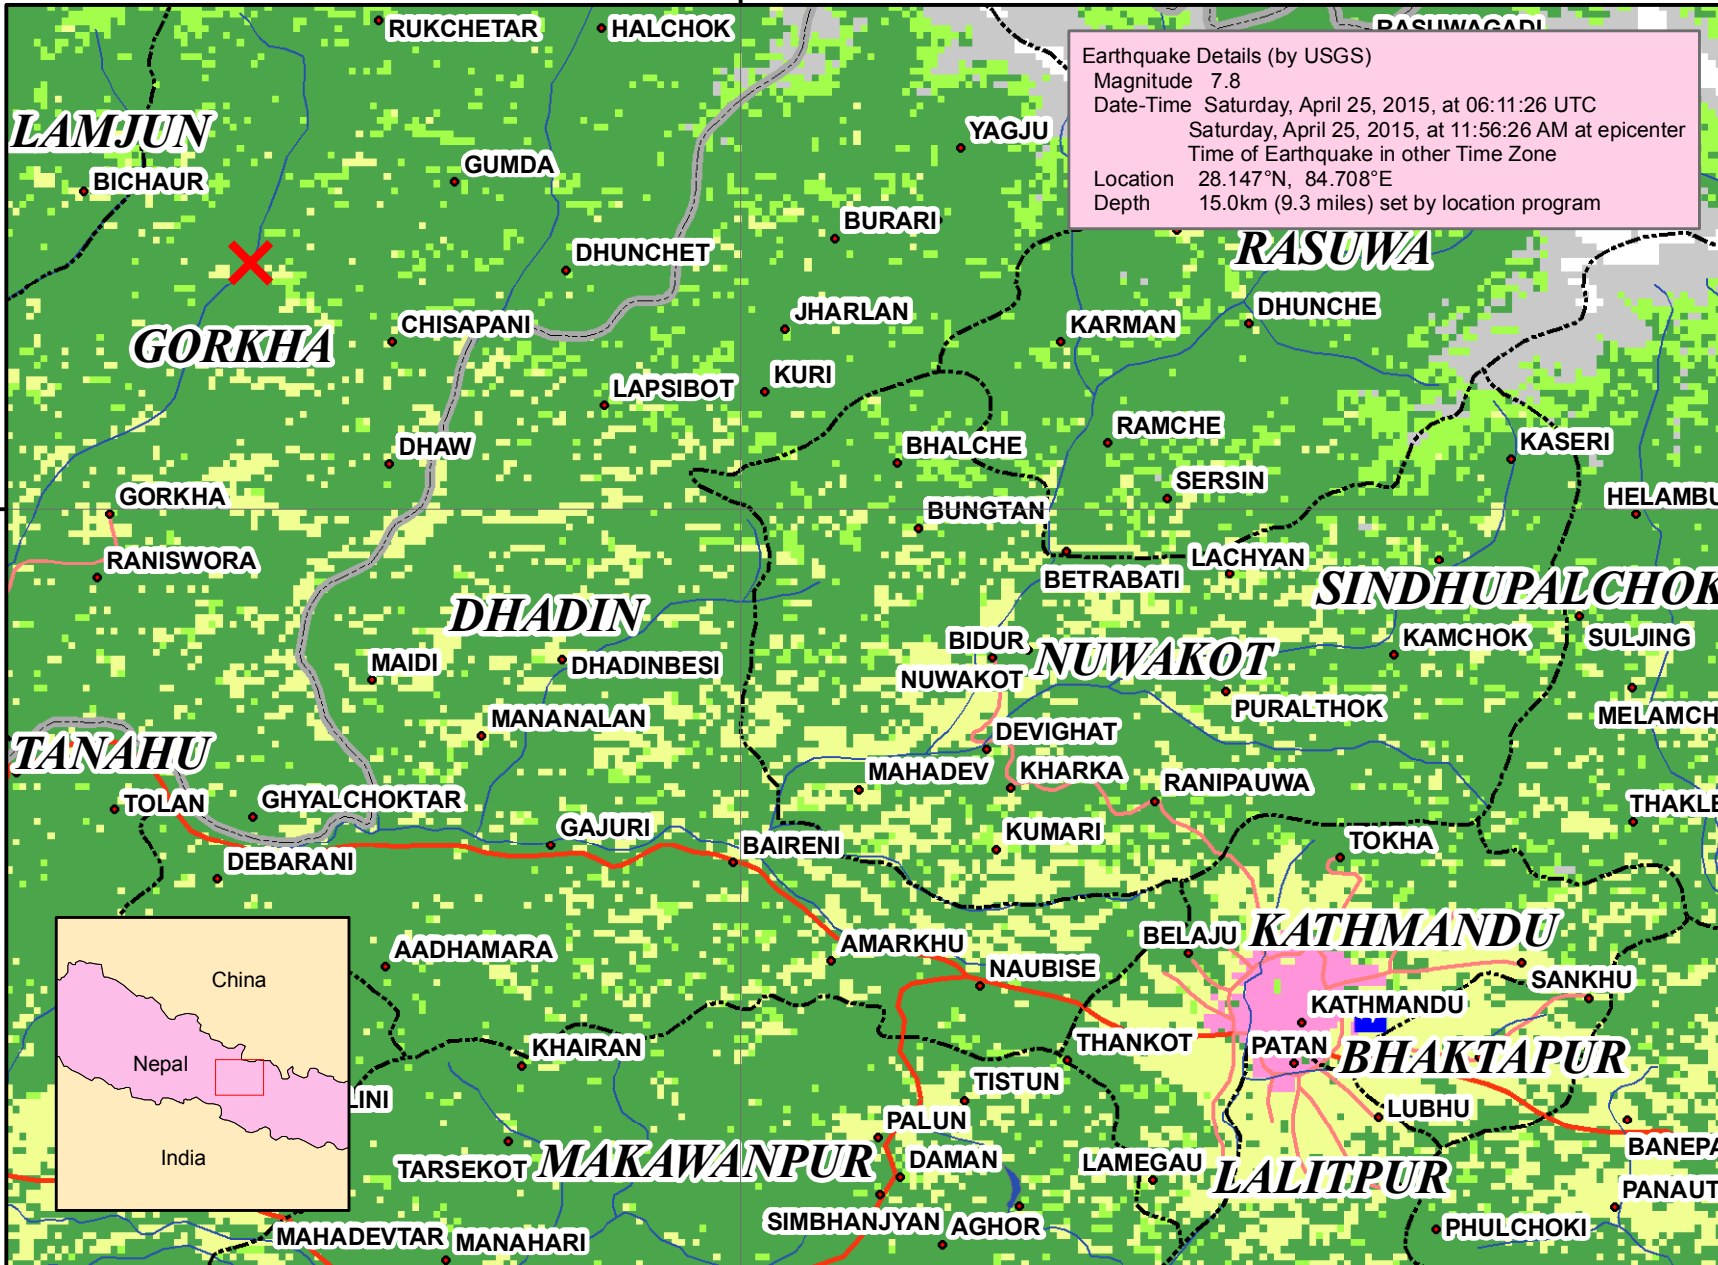 RUKCHETAR
HALCHOK
RASUWAGADI
Earthquake Details (by USGS)
Magnitude 7.8
Date-Time Saturday, April 25, 2015, at 06:11:26 UTC
Saturday, April 25, 2015, at 11:56:26 AM at epicenter
Time of Earthquake in other Time Zone
Location 28.147°N, 84.708°E
Depth 15.0km (9.3 miles) set by location program
LAMJUN
YAGJU
GUMDA
BICHAUR
BURARI
DHUNCHET
RASUWA
JHARLAN
DHUNCHE
CHISAPANI
KARMAN
GORKHA
KURI
LAPSIBOT
RAMCHE
DHAW
BHALCHE
KASERI
SERSIN
GORKHA
HELAMBU
BUNGTAN
RANISWORA
LACHYAN
BETRABATI
SINDHUPALCHOK
DHADIN
BIDUR
KAMCHOK
SULJING
NUWAKOT
MAIDI
DHADINBESI
NUWAKOT
PURALTHOK
MANANALAN
MELAMCH
DEVIGHAT
TANAHU
MAHADEV
KHARKA
RANIPAUWA
TOLAN
GHYALCHOKTAR
THAKLE
GAJURI
KUMARI
BAIRENI
TOKHA
DEBARANI
KATHMANDU
BELAJU
AADHAMARA
AMARKHU
NAUBISE
SANKHU
China
KATHMANDU
KHAIRAN
THANKOT
PATAN
BHAKTAPUR
Nepal
TISTUN
LINI
LUBHU
PALUN
BANEPA
India
TARSEKOT
MAKAWANPUR
DAMAN
LAMEGAU
LALITPUR
PANAUT
SIMBHANJYAN
AGHOR
PHULCHOKI
MAHADEVTAR
MANAHARI